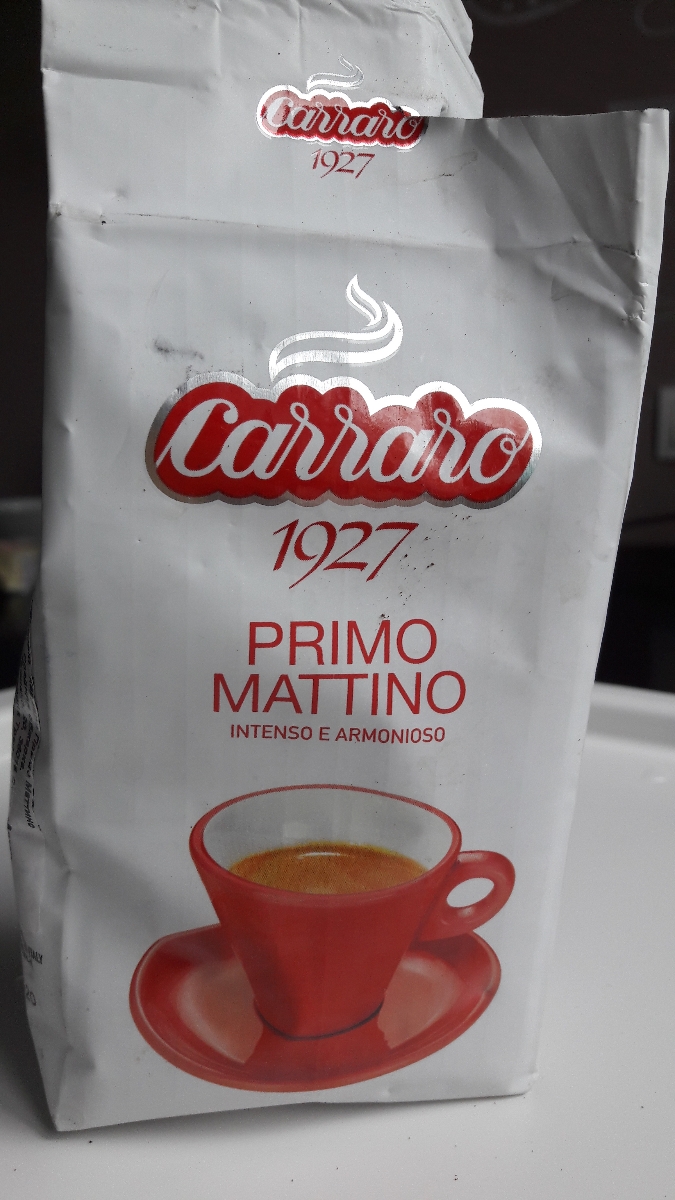 Carraro
1927
Carraro
1927
PRIMO
MATTINO
INTENSO E ARMONIOSO